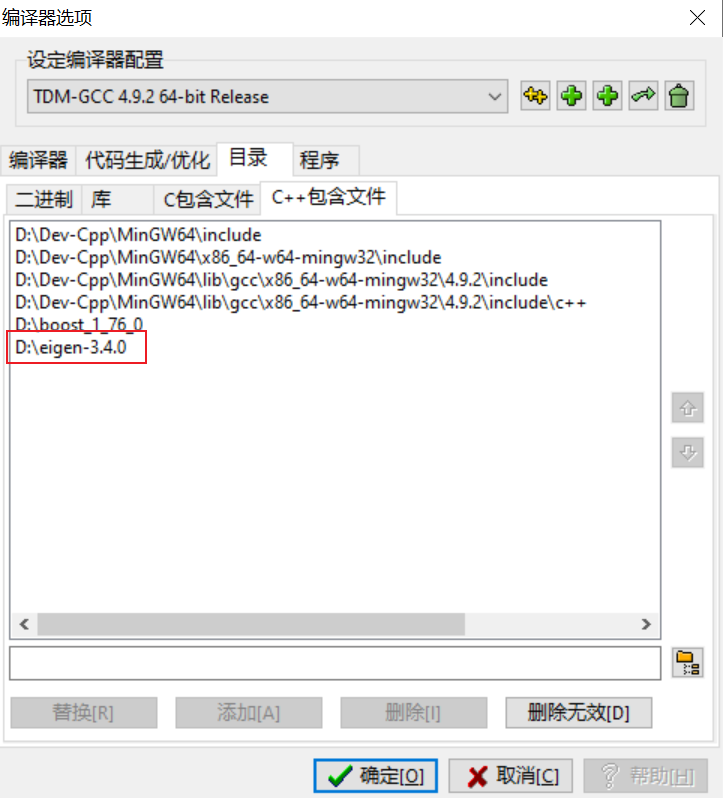 编译器选项
设定编译器配置
TDM-GCC 4.9.2 64-bit Release
编译器 代码生成/优化 目录 程序
二进制 库 C包含文件 C++包含文件
D:\Dev-Cpp\MinGW64\include
D:\Dev-Cpp\MinGW64\x86_64-w64-mingw32\include
D:\Dev-Cpp\MinGW64\lib\gcc\x86_64-w64-mingw32\4.9.2\include
D:\Dev-Cpp\MinGW64\lib\gcc\x86_64-w64-mingw32\4.9.2\include\c++
D:\boost_1_76_0
D:\eigen-3.4.0
替换[R] 添加[A] 删除[I] 删除无效[D]
确定[O] 取消[C] 帮助[H]